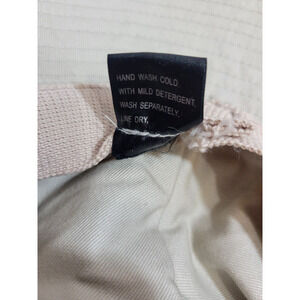 HAND WASH COLD
WITH MILD DETERGENT,
WASH SEPARATELY,
LINE DRY,